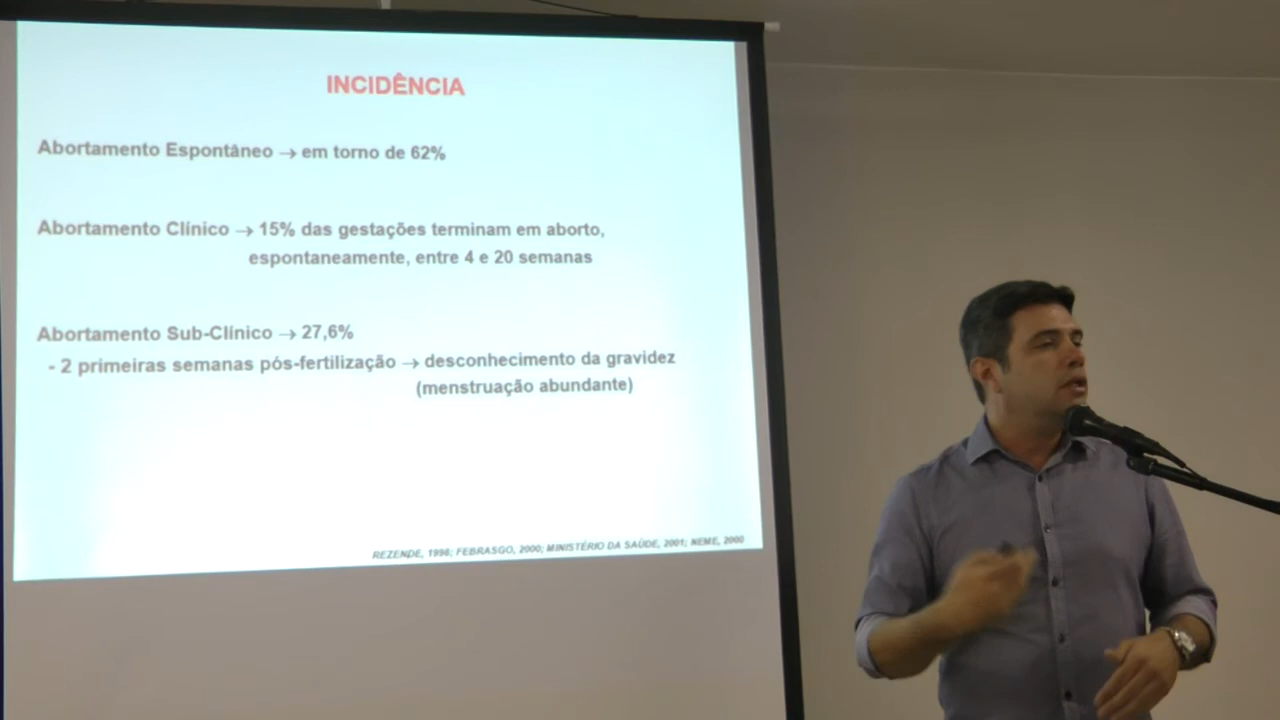 INCIDÊNCIA
Abortamento Espontâneo → em torno de 62%
Abortamento Clínico → 15% das gestações terminam em aborto,
espontaneamente, entre 4 e 20 semanas
Abortamento Sub-Clínico → 27,6%
- 2 primeiras semanas pós-fertilização → desconhecimento da gravidez
(menstruação abundante)
REZENDE, 1998; FEBRASGO, 2000; MINISTÉRIO DA SAÚDE, 2001; NEME, 2000